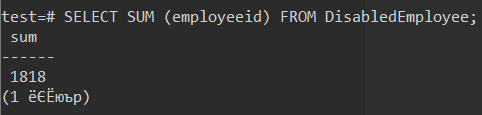 test=# SELECT SUM (employeeid) FROM DisabledEmployee;
sum
------
1818
(1 ёЄЁюър)